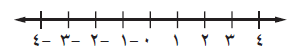 ٤- ٣- ٢- ١- ٠ ١ ٢ ٣ ٤